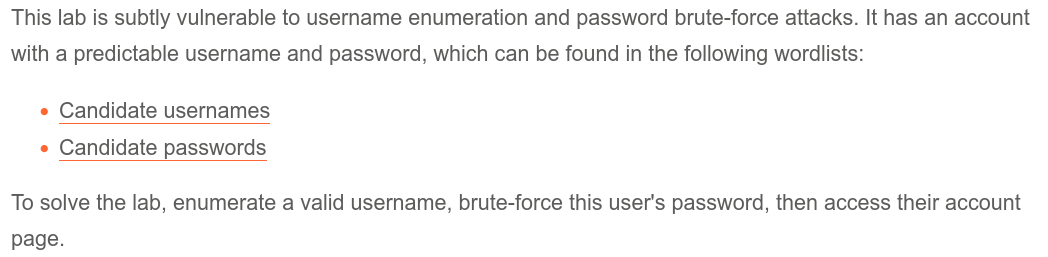 This lab is subtly vulnerable to username enumeration and password brute-force attacks. It has an account
with a predictable username and password, which can be found in the following wordlists:
• Candidate usernames
• Candidate passwords
To solve the lab, enumerate a valid username, brute-force this user's password, then access their account
page.